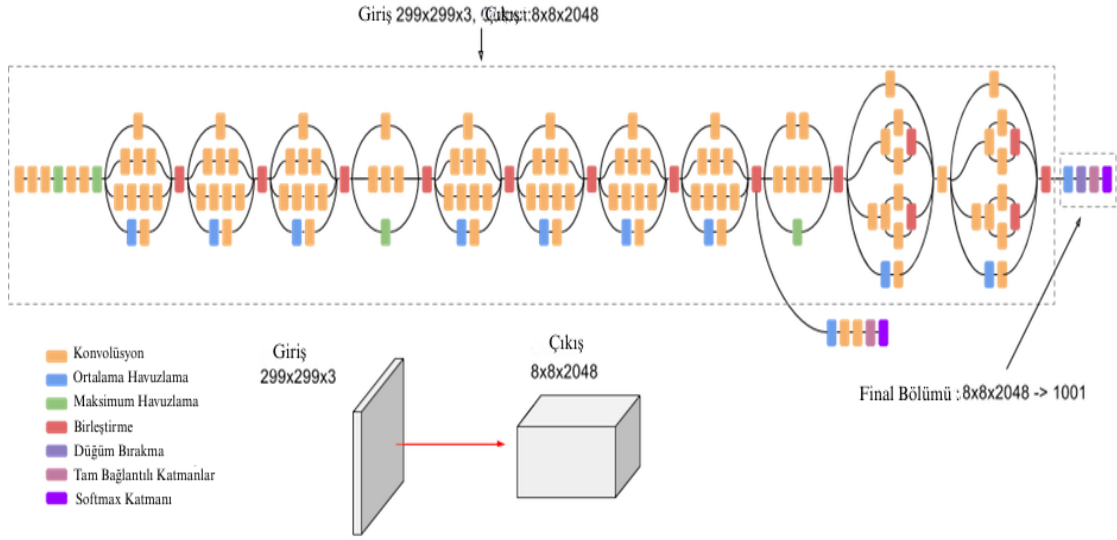 Giriş 299x299x3, Çıkış:8x8x2048
Konvolüsyon
Ortalama Havuzlama
Maksimum Havuzlama
Birleştirme
Düğüm Bırakma
Tam Bağlantılı Katmanlar
Softmax Katmanı
Giriş
299x299x3
Çıkış
8x8x2048
Final Bölümü :8x8x2048 -> 1001